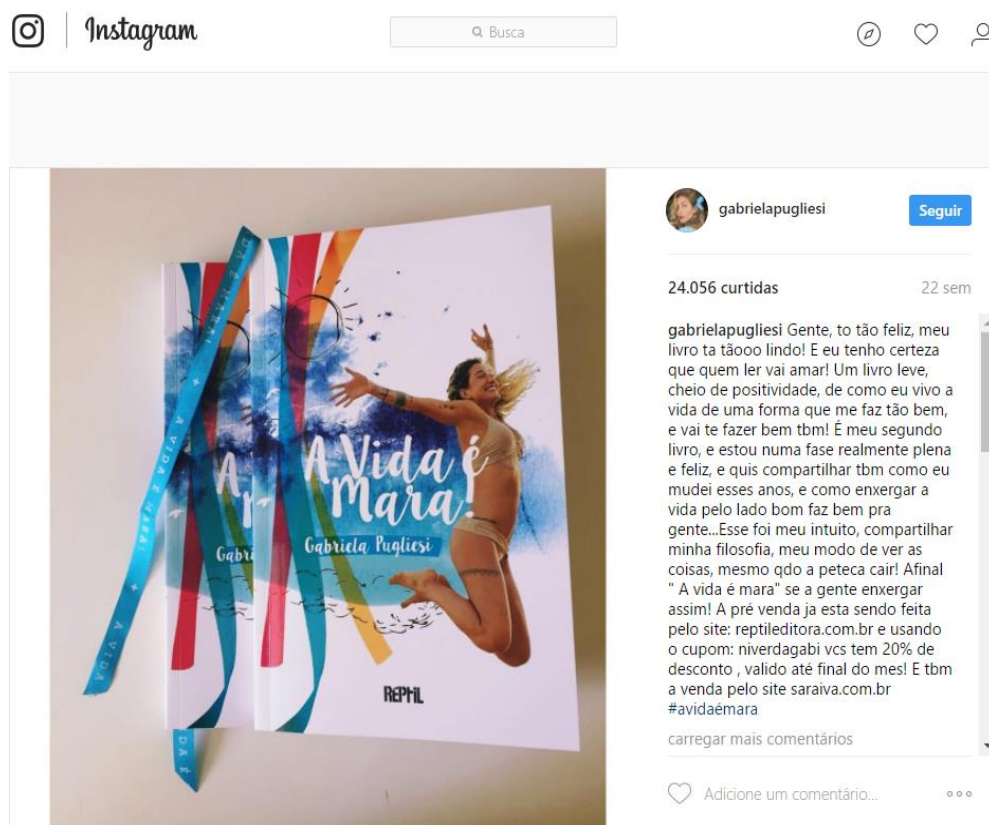 Instagram
Busca
gabrielapugliesi
Seguir
24.056 curtidas
22 sem
gabrielapugliesi Gente, to tão feliz, meu
livro ta tãooo lindo! E eu tenho certeza
que quem ler vai amar! Um livro leve,
cheio de positividade, de como eu vivo a
vida de uma forma que me faz tão bem,
e vai te fazer bem tbm! É meu segundo
livro, e estou numa fase realmente plena
e feliz, e quis compartilhar tbm como eu
mudei esses anos, e como enxergar a
vida pelo lado bom faz bem pra
gente...Esse foi meu intuito, compartilhar
minha filosofia, meu modo de ver as
coisas, mesmo qdo a peteca cair! Afinal
" A vida é mara" se a gente enxergar
assim! A pré venda ja esta sendo feita
pelo site: reptileditora.com.br e usando
o cupom: niverdagabi vcs tem 20% de
desconto , valido até final do mes! E tbm
a venda pelo site saraiva.com.br
#avidaémara
carregar mais comentários
Adicione um comentário...
DA É MARA! + A VIDA É MARA! + A VIDA
DA É
A
Gabri
A Vida é
Mara!
Gabriela Pugliesi
REPTIL